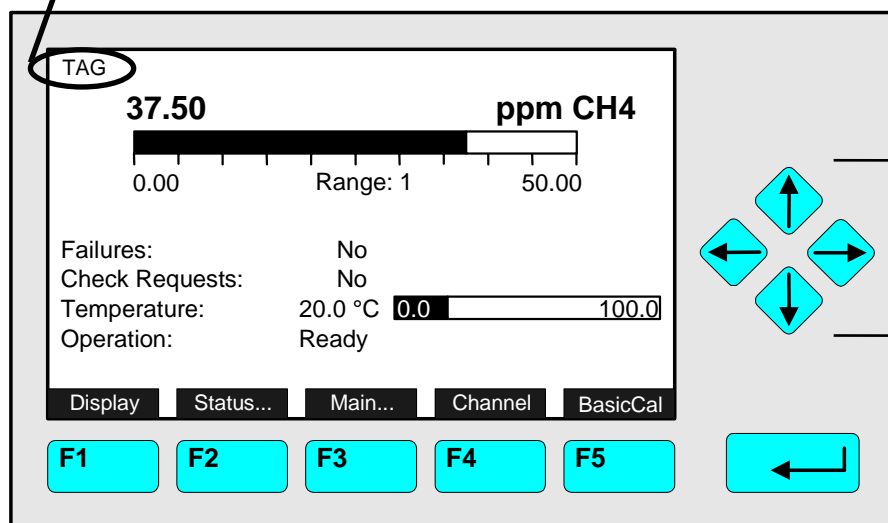 TAG
37.50 ppm CH4
0.00 Range: 1 50.00
Failures: No
Check Requests: No
Temperature: 20.0 °C 0.0 100.0
Operation: Ready
Display Status... Main... Channel BasicCal
F1 F2 F3 F4 F5